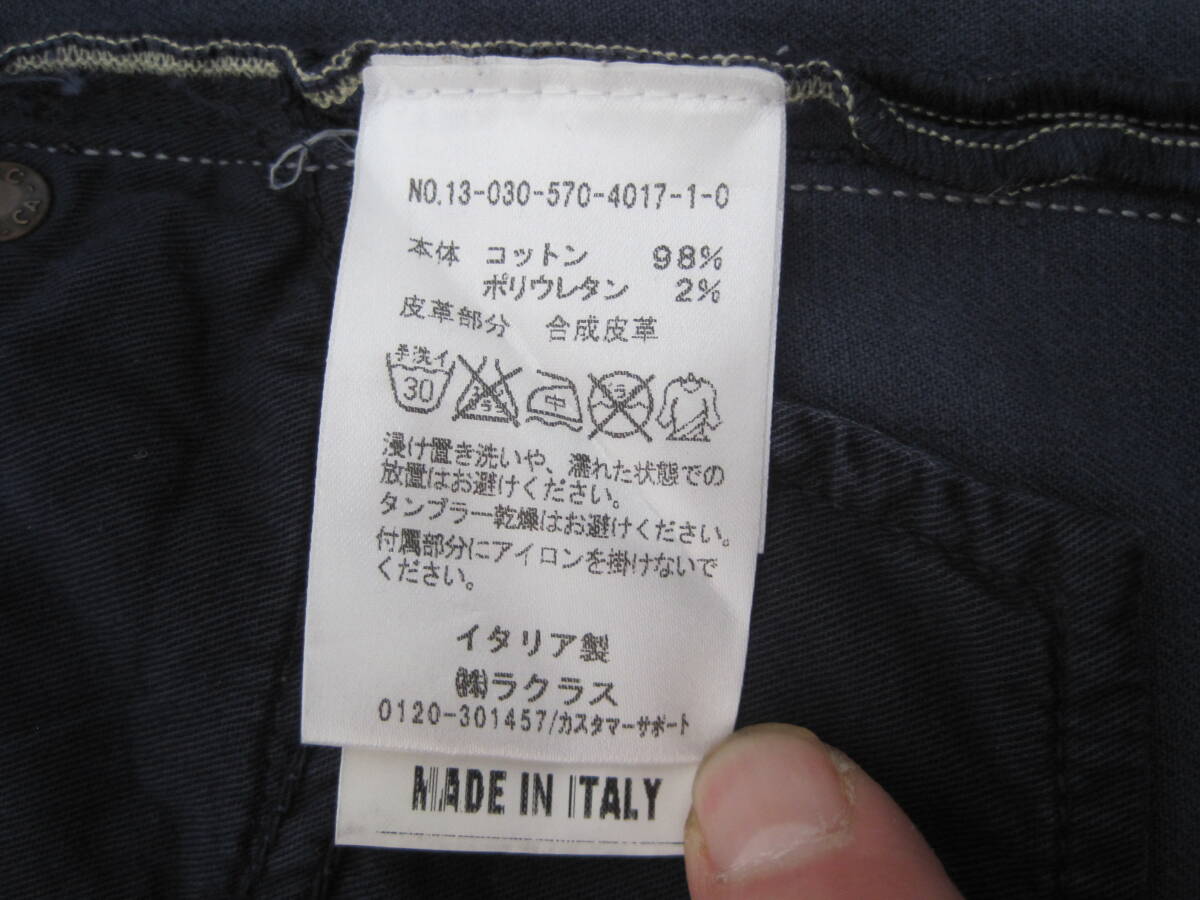 NO.13-030-570-4017-1-0
本体 コットン 98%
ポリウレタン 2%
皮革部分 合成皮革
手洗イ
30
中
浸け置き洗いや、濡れた状態での
放置はお避けください。
タンブラー乾燥はお避けください。
付属部分にアイロンを掛けないで
ください。
イタリア製
㈱ラクラス
0120-301457/カスタマーサポート
MADE IN ITALY